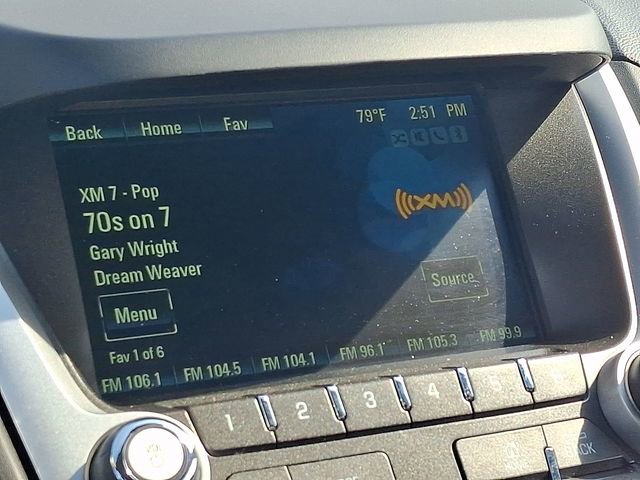 Back Home Fav 79°F 2:51 PM
XM 7 - Pop
70s on 7
((XM))
Gary Wright
Dream Weaver
Source
Menu
Fav 1 of 6
FM 106.1 FM 104.5 FM 104.1 FM 96.1 FM 105.3 FM 99.9
1 2 3 4 5